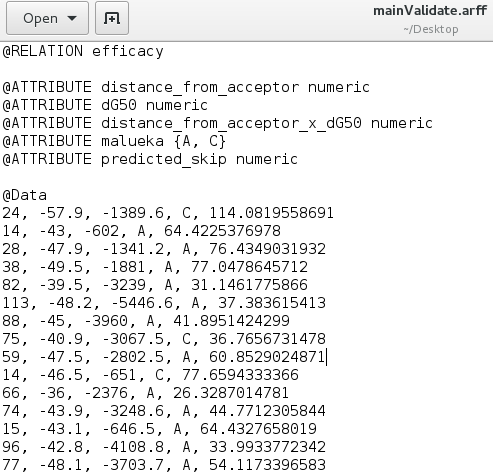 Open
mainValidate.arff
~/Desktop
@RELATION efficacy
@ATTRIBUTE distance_from_acceptor numeric
@ATTRIBUTE dG50 numeric
@ATTRIBUTE distance_from_acceptor_x_dG50 numeric
@ATTRIBUTE malueka {A, C}
@ATTRIBUTE predicted_skip numeric
@Data
24, -57.9, -1389.6, C, 114.0819558691
14, -43, -602, A, 64.4225376978
28, -47.9, -1341.2, A, 76.4349031932
38, -49.5, -1881, A, 77.0478645712
82, -39.5, -3239, A, 31.1461775866
113, -48.2, -5446.6, A, 37.383615413
88, -45, -3960, A, 41.8951424299
75, -40.9, -3067.5, C, 36.7656731478
59, -47.5, -2802.5, A, 60.8529024871
14, -46.5, -651, C, 77.6594333366
66, -36, -2376, A, 26.3287014781
74, -43.9, -3248.6, A, 44.7712305844
15, -43.1, -646.5, A, 64.4327658019
96, -42.8, -4108.8, A, 33.9933772342
77, -48.1, -3703.7, A, 54.1173396583